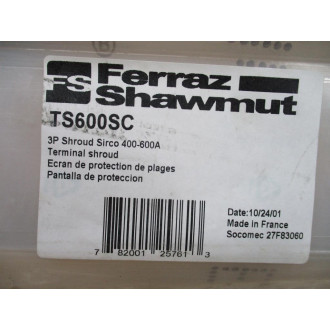 FS Ferraz
Shawmut
TS600SC
3P Shroud Sirco 400-600A
Terminal shroud
Ecran de protection de plages
Pantalla de proteccion
Date:10/24/01
Made in France
Socomec 27F83060
7 82001 25761 3